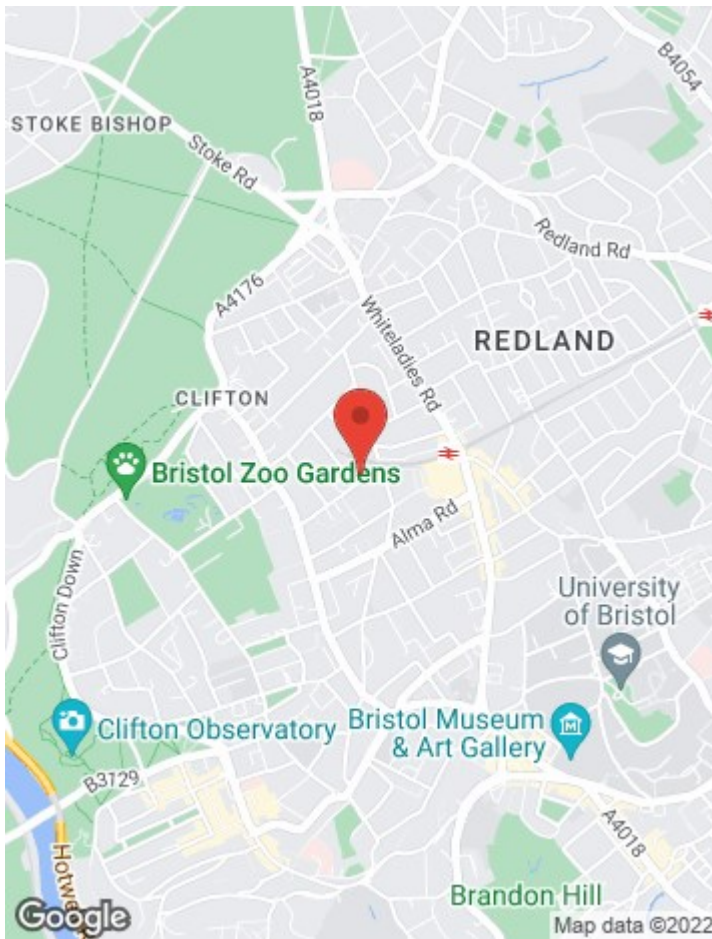 B4054
A4018
STOKE BISHOP
Stoke Rd
Redland Rd
A4176
Whiteladies Rd
REDLAND
CLIFTON
Bristol Zoo Gardens
Alma Rd
Clifton Down
University
of Bristol
Clifton Observatory
Bristol Museum
& Art Gallery
B3129
A4018
Hotwe
Brandon Hill
Google
Map data ©2022